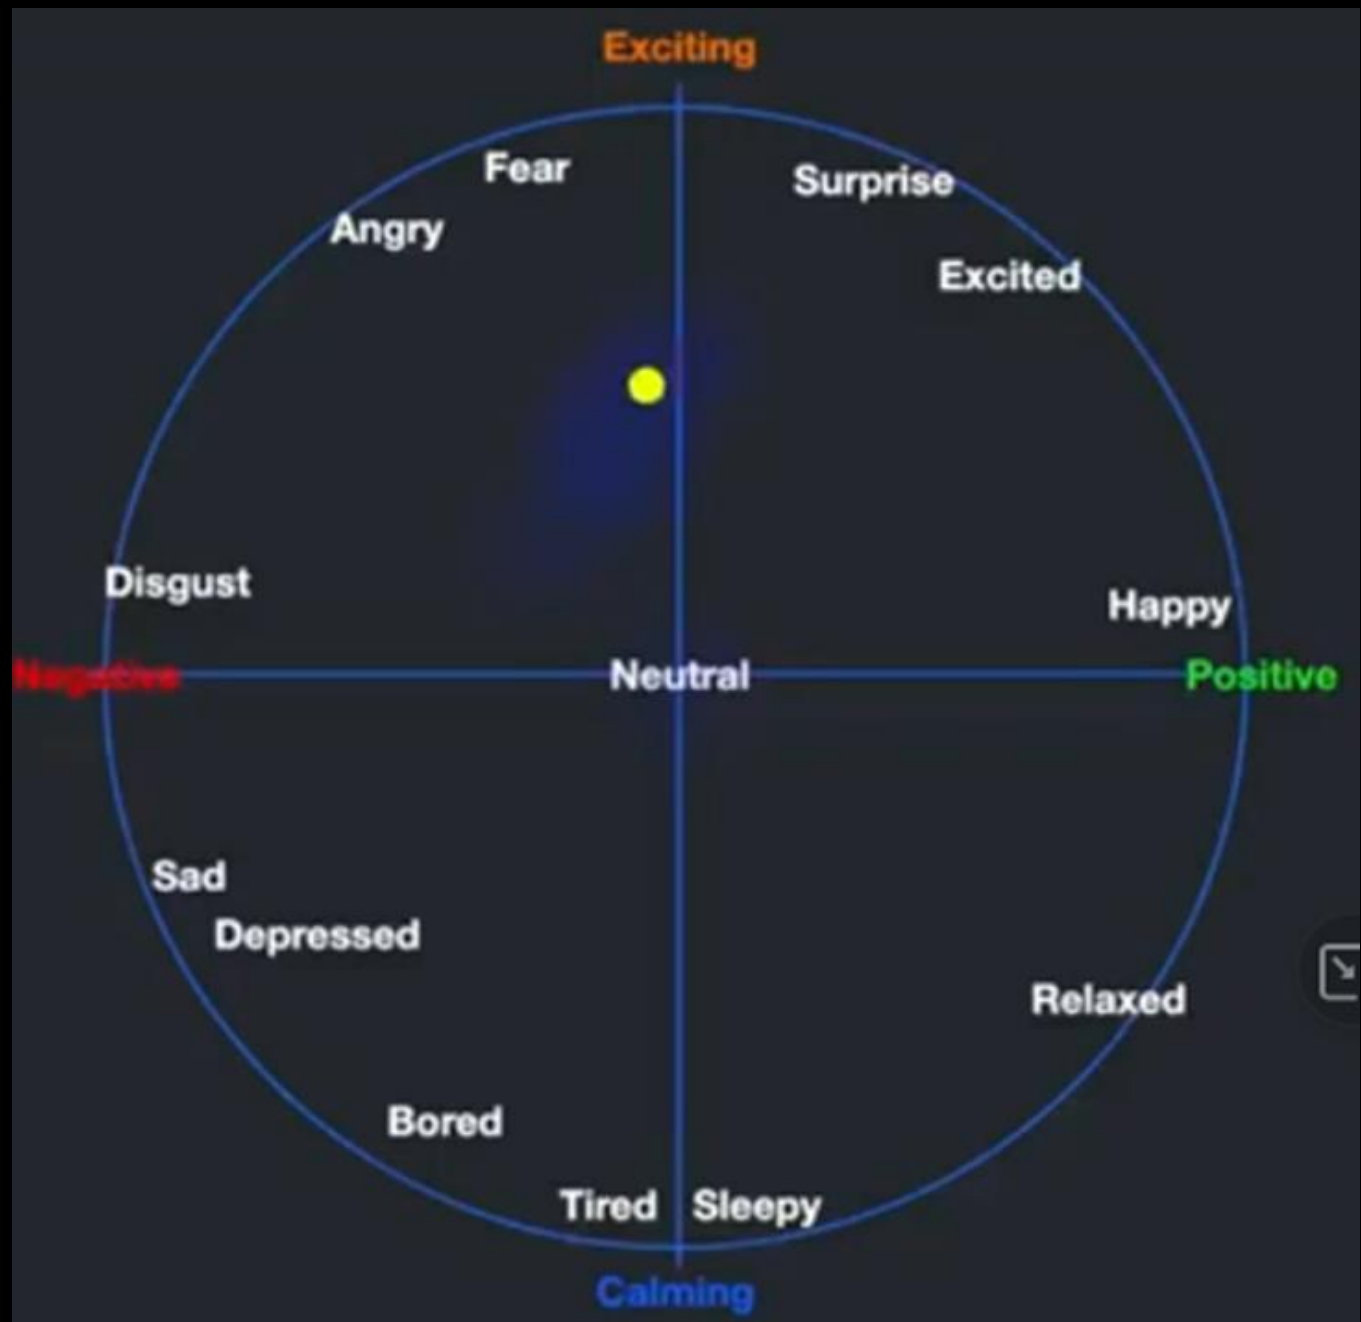 Exciting
Fear
Surprise
Angry
Excited
Disgust
Happy
Negative
Neutral
Positive
Sad
Depressed
Relaxed
Bored
Tired
Sleepy
Calming